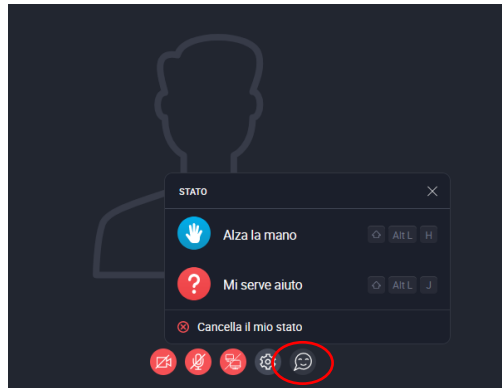 STATO
Alza la mano Alt L H
Mi serve aiuto Alt L J
Cancella il mio stato